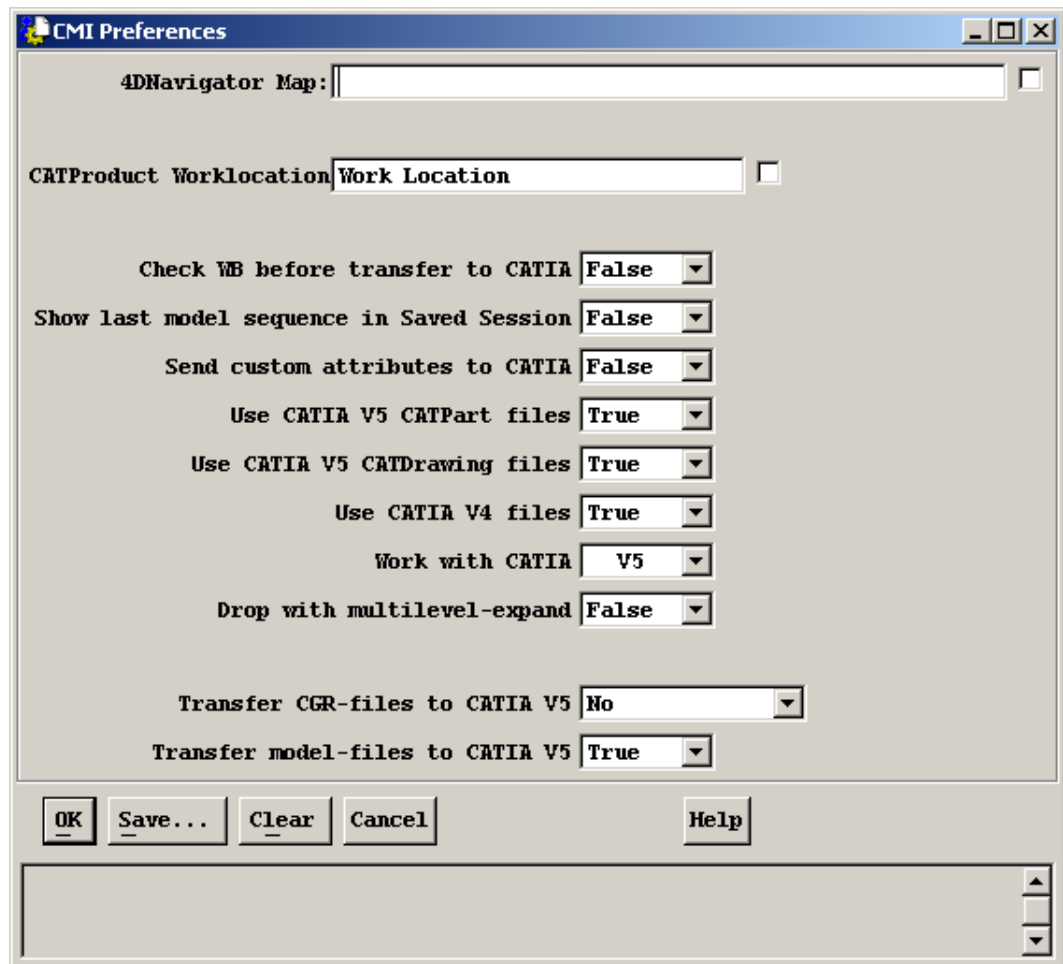 CMI Preferences
4DNavigator Map:
CATProduct Worklocation Work Location
Check WB before transfer to CATIA False
Show last model sequence in Saved Session False
Send custom attributes to CATIA False
Use CATIA V5 CATPart files True
Use CATIA V5 CATDrawing files True
Use CATIA V4 files True
Work with CATIA V5
Drop with multilevel-expand False
Transfer CGR-files to CATIA V5 No
Transfer model-files to CATIA V5 True
OK Save... Clear Cancel Help